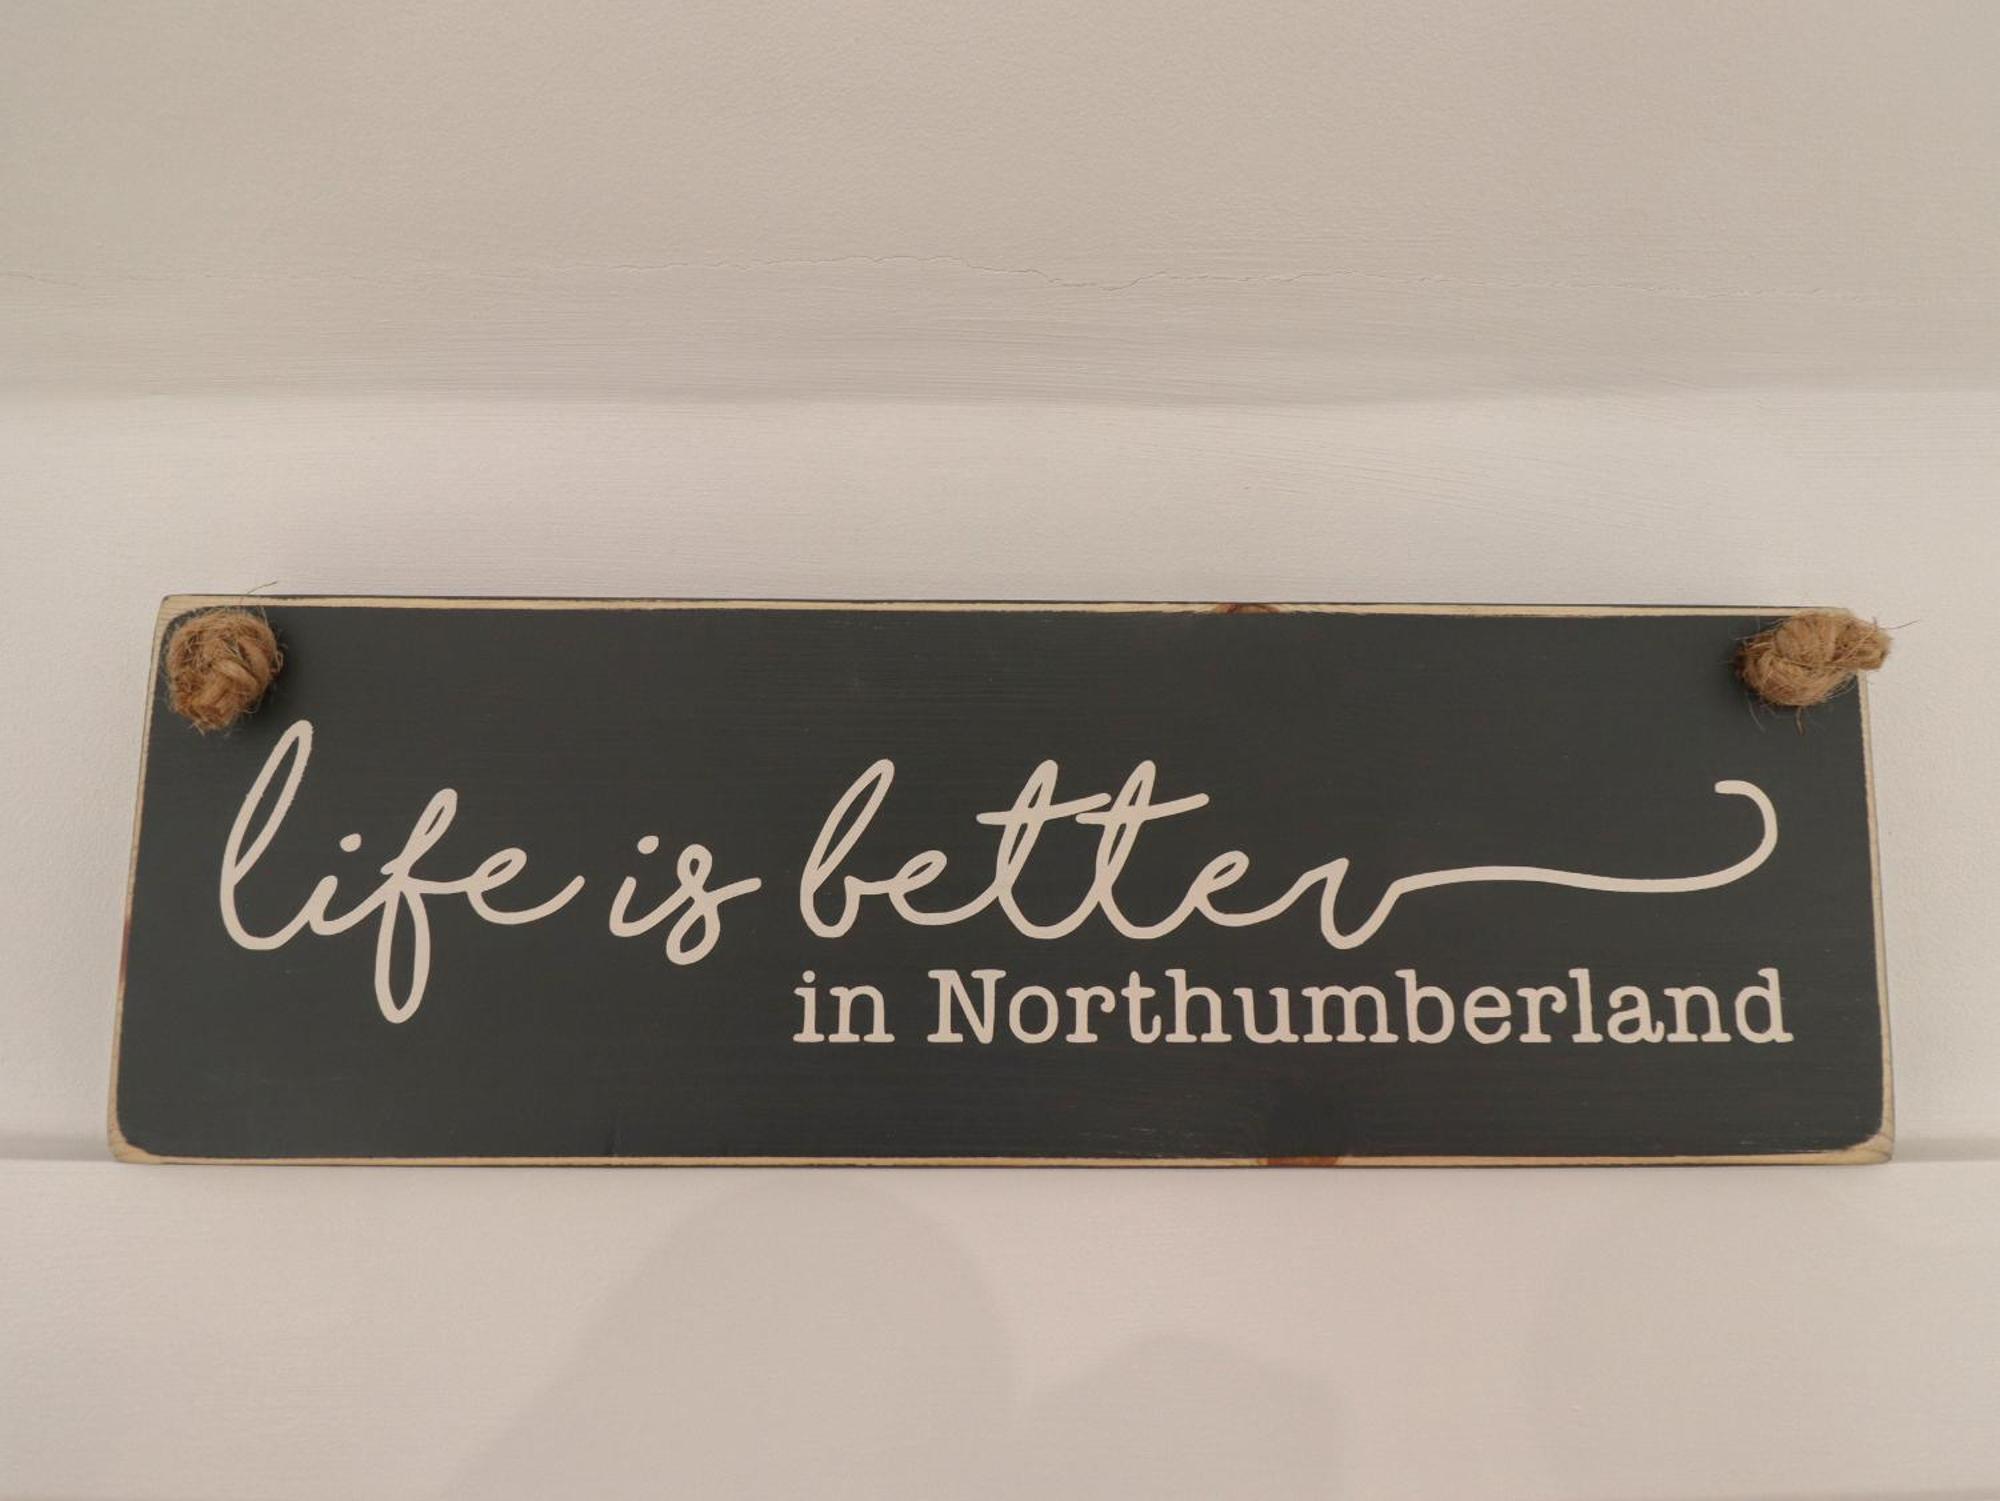 life is better
in Northumberland